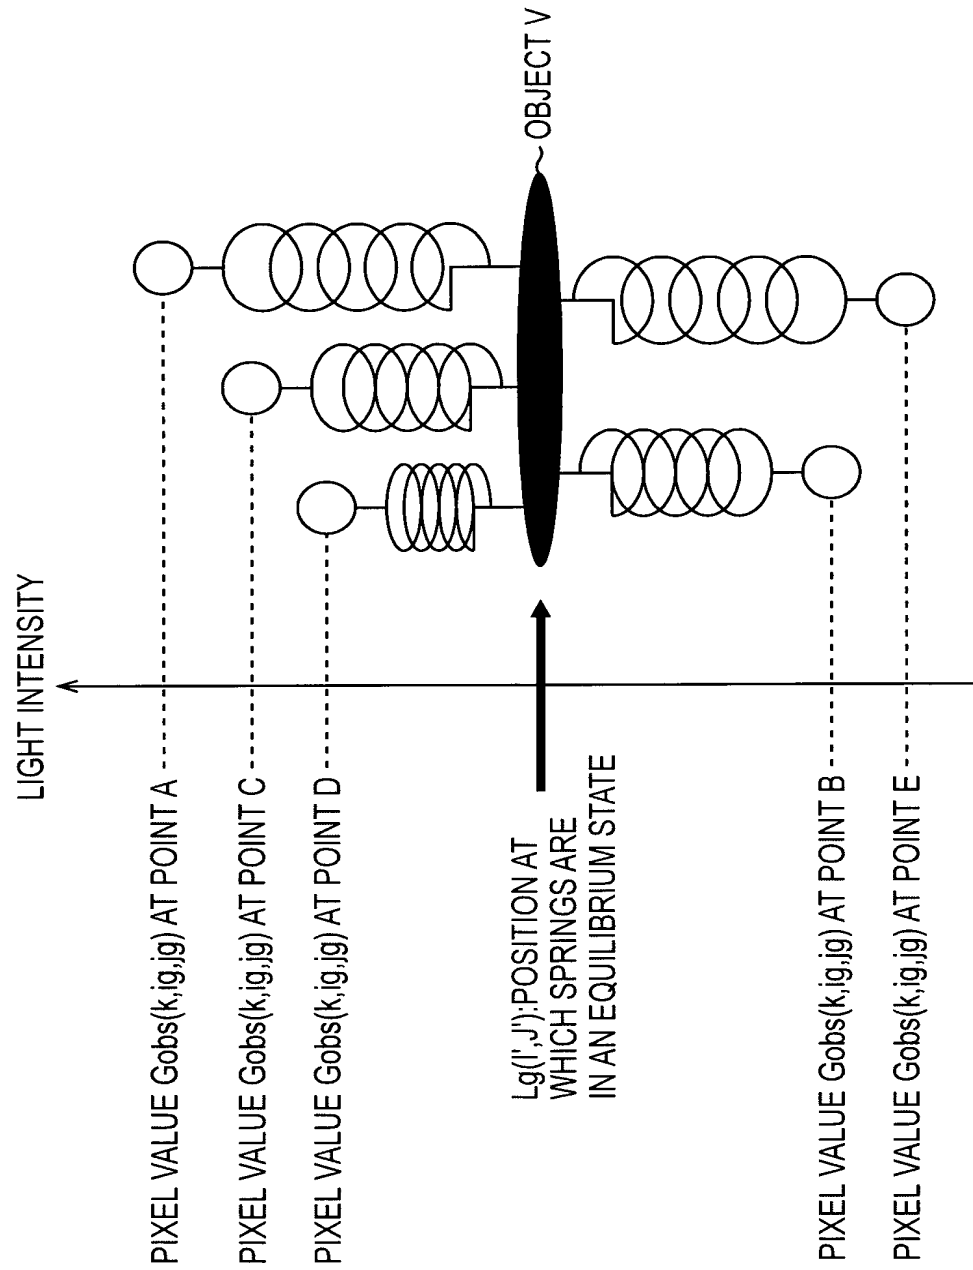 LIGHT INTENSITY
PIXEL VALUE Gobs(k,ig,jg) AT POINT A
PIXEL VALUE Gobs(k,ig,jg) AT POINT C
PIXEL VALUE Gobs(k,ig,jg) AT POINT D
Lg(I',J'):POSITION AT
WHICH SPRINGS ARE
IN AN EQUILIBRIUM STATE
OBJECT V
PIXEL VALUE Gobs(k,ig,jg) AT POINT B
PIXEL VALUE Gobs(k,ig,jg) AT POINT E